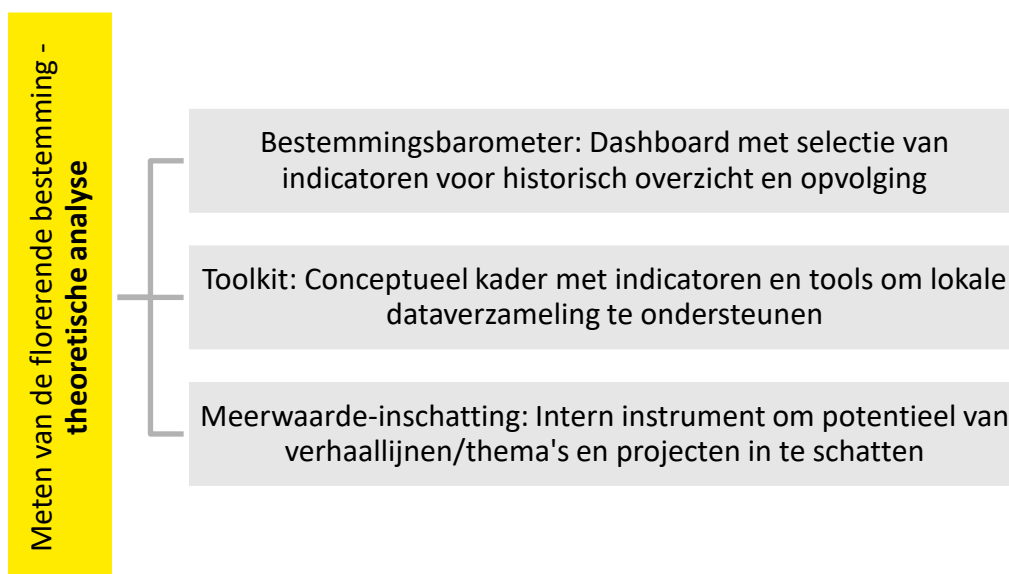 Meten van de florerende bestemming -
theoretische analyse
Bestemmingsbarometer: Dashboard met selectie van
indicatoren voor historisch overzicht en opvolging
Toolkit: Conceptueel kader met indicatoren en tools om lokale
dataverzameling te ondersteunen
Meerwaarde-inschatting: Intern instrument om potentieel van
verhaallijnen/thema's en projecten in te schatten